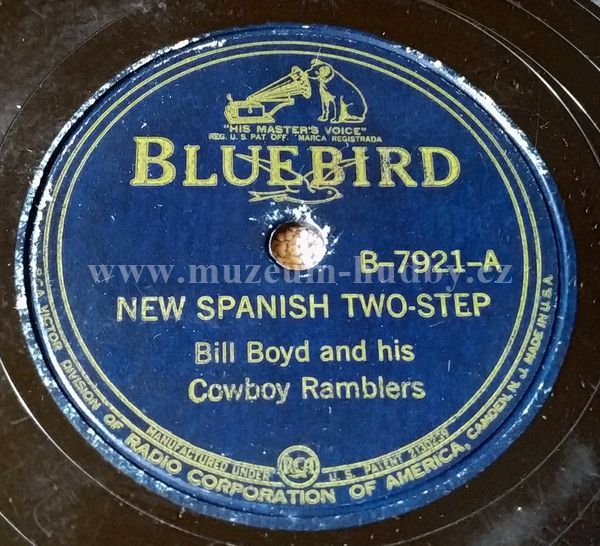 "HIS MASTER'S VOICE"
REG. U. S. PAT. OFF. MARCA REGISTRADA
BLUEBIRD
B-7921-A
www.muzeum-hudby.cz
NEW SPANISH TWO-STEP
Bill Boyd and his
Cowboy Ramblers
MANUFACTURED UNDER RCA U. S. PATENT
RCA VICTOR DIVISION OF RADIO CORPORATION OF AMERICA, CAMDEN, N. J. MADE IN U.S.A.